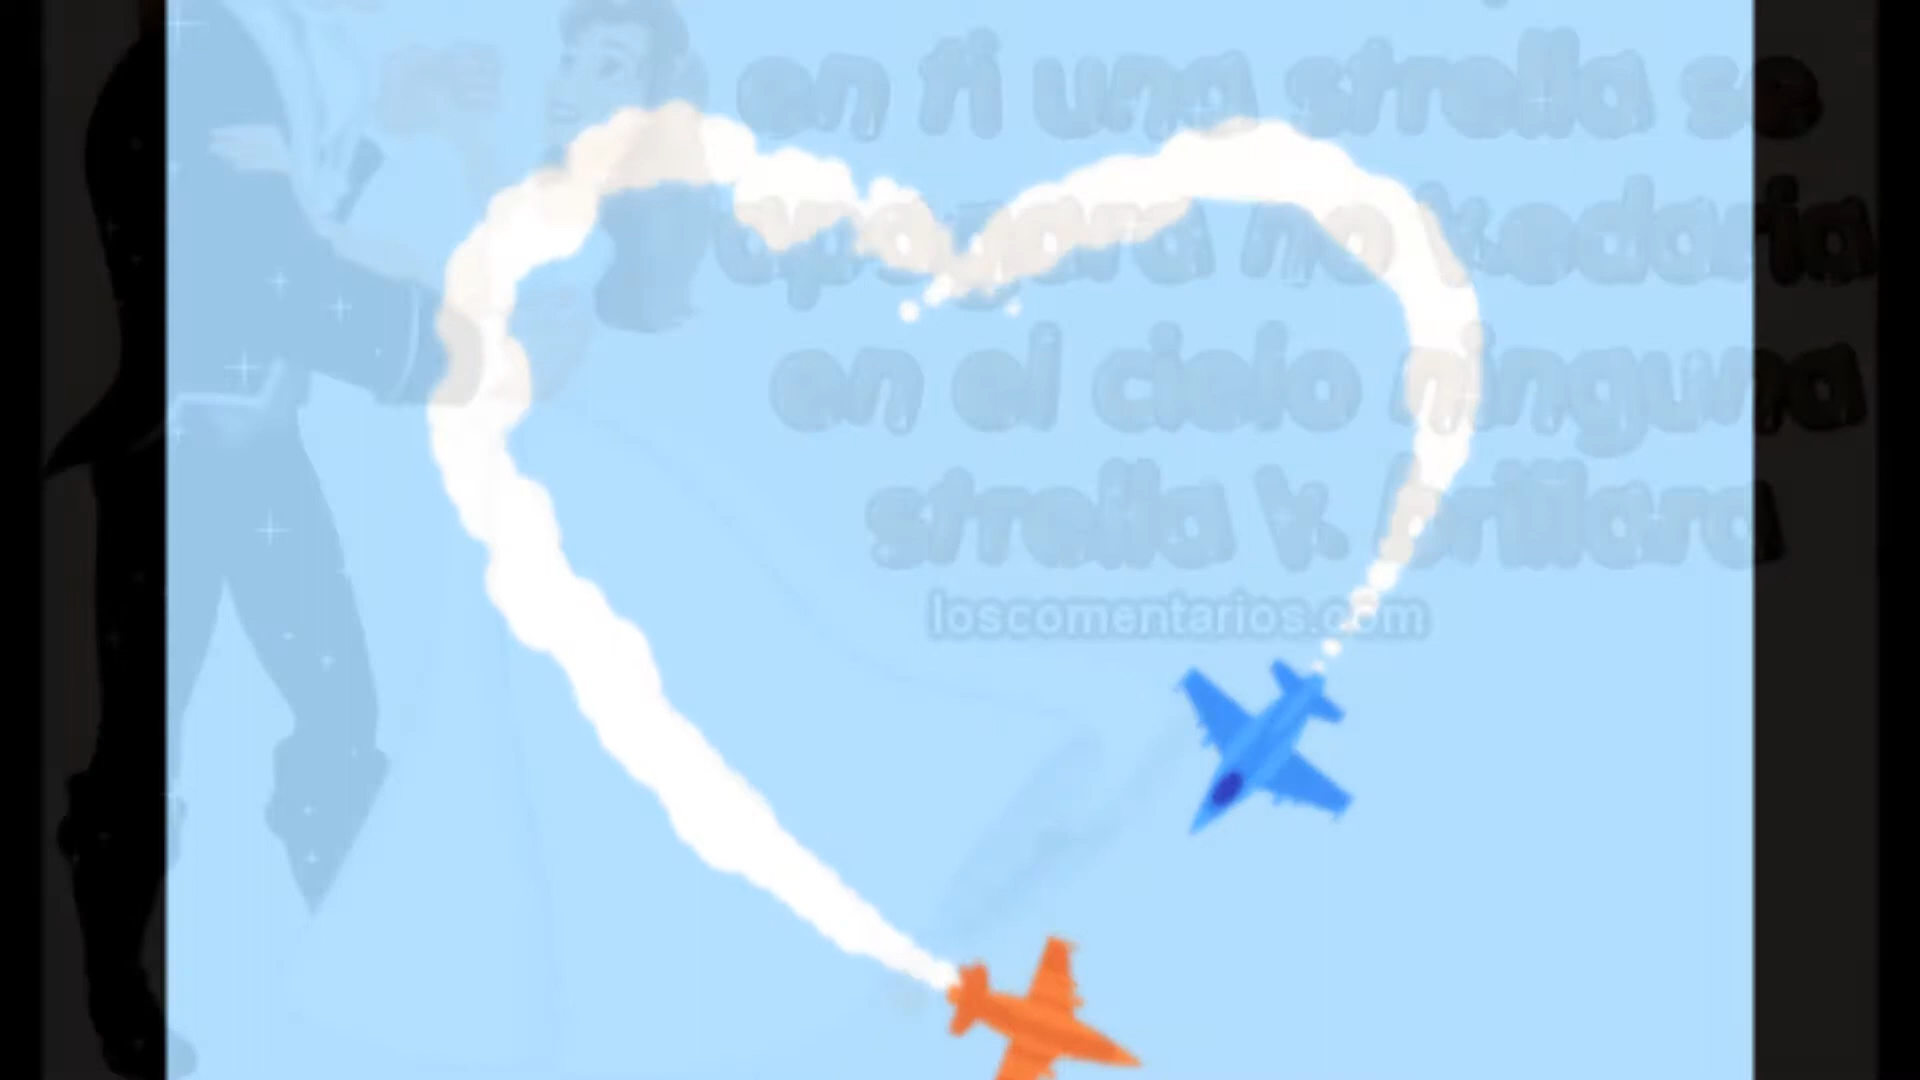 en ti una strella se
apagara no kedaria
en el cielo ninguna
strella k brillara
loscomentarios.com